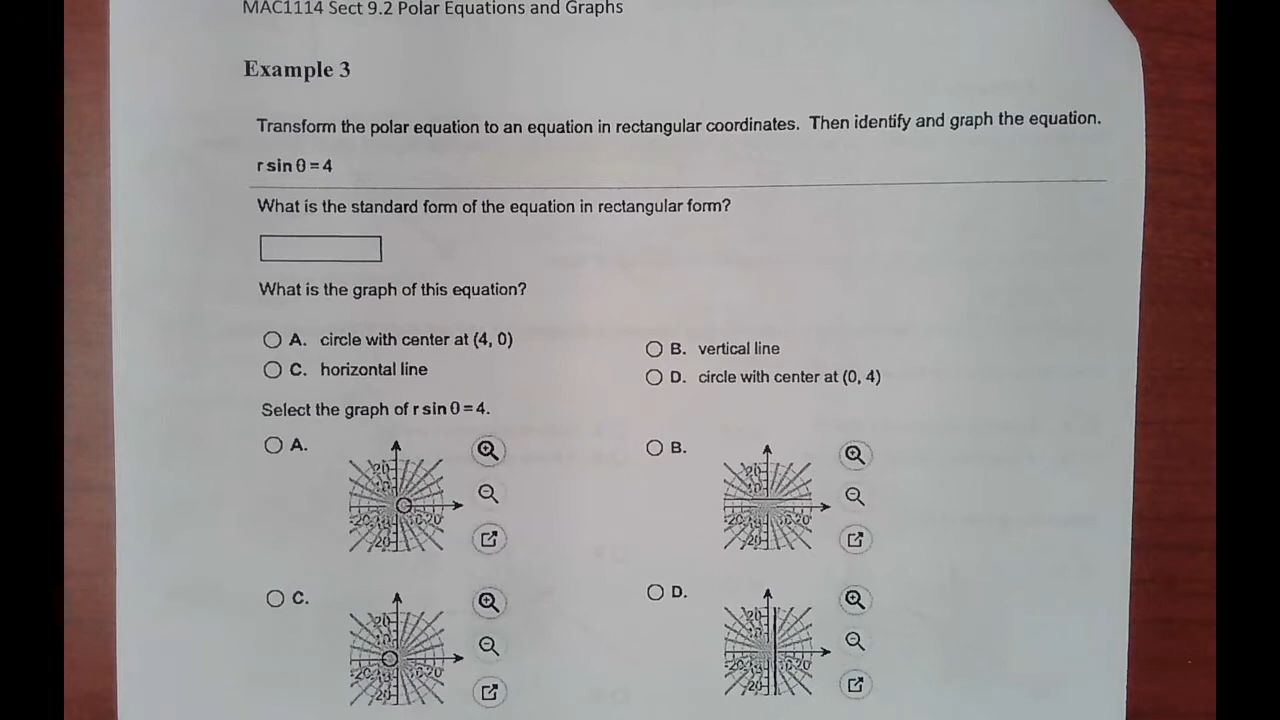 MAC1114 Sect 9.2 Polar Equations and Graphs
Example 3
Transform the polar equation to an equation in rectangular coordinates. Then identify and graph the equation.
r sin θ = 4
What is the standard form of the equation in rectangular form?
What is the graph of this equation?
A. circle with center at (4, 0)
B. vertical line
C. horizontal line
D. circle with center at (0, 4)
Select the graph of r sin θ = 4.
A.
B.
C.
D.